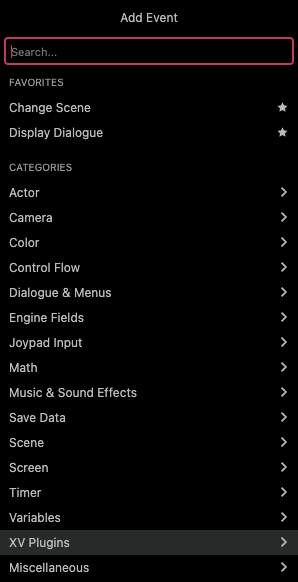 Add Event
Search...
FAVORITES
Change Scene
Display Dialogue
CATEGORIES
Actor
Camera
Color
Control Flow
Dialogue & Menus
Engine Fields
Joypad Input
Math
Music & Sound Effects
Save Data
Scene
Screen
Timer
Variables
XV Plugins
Miscellaneous